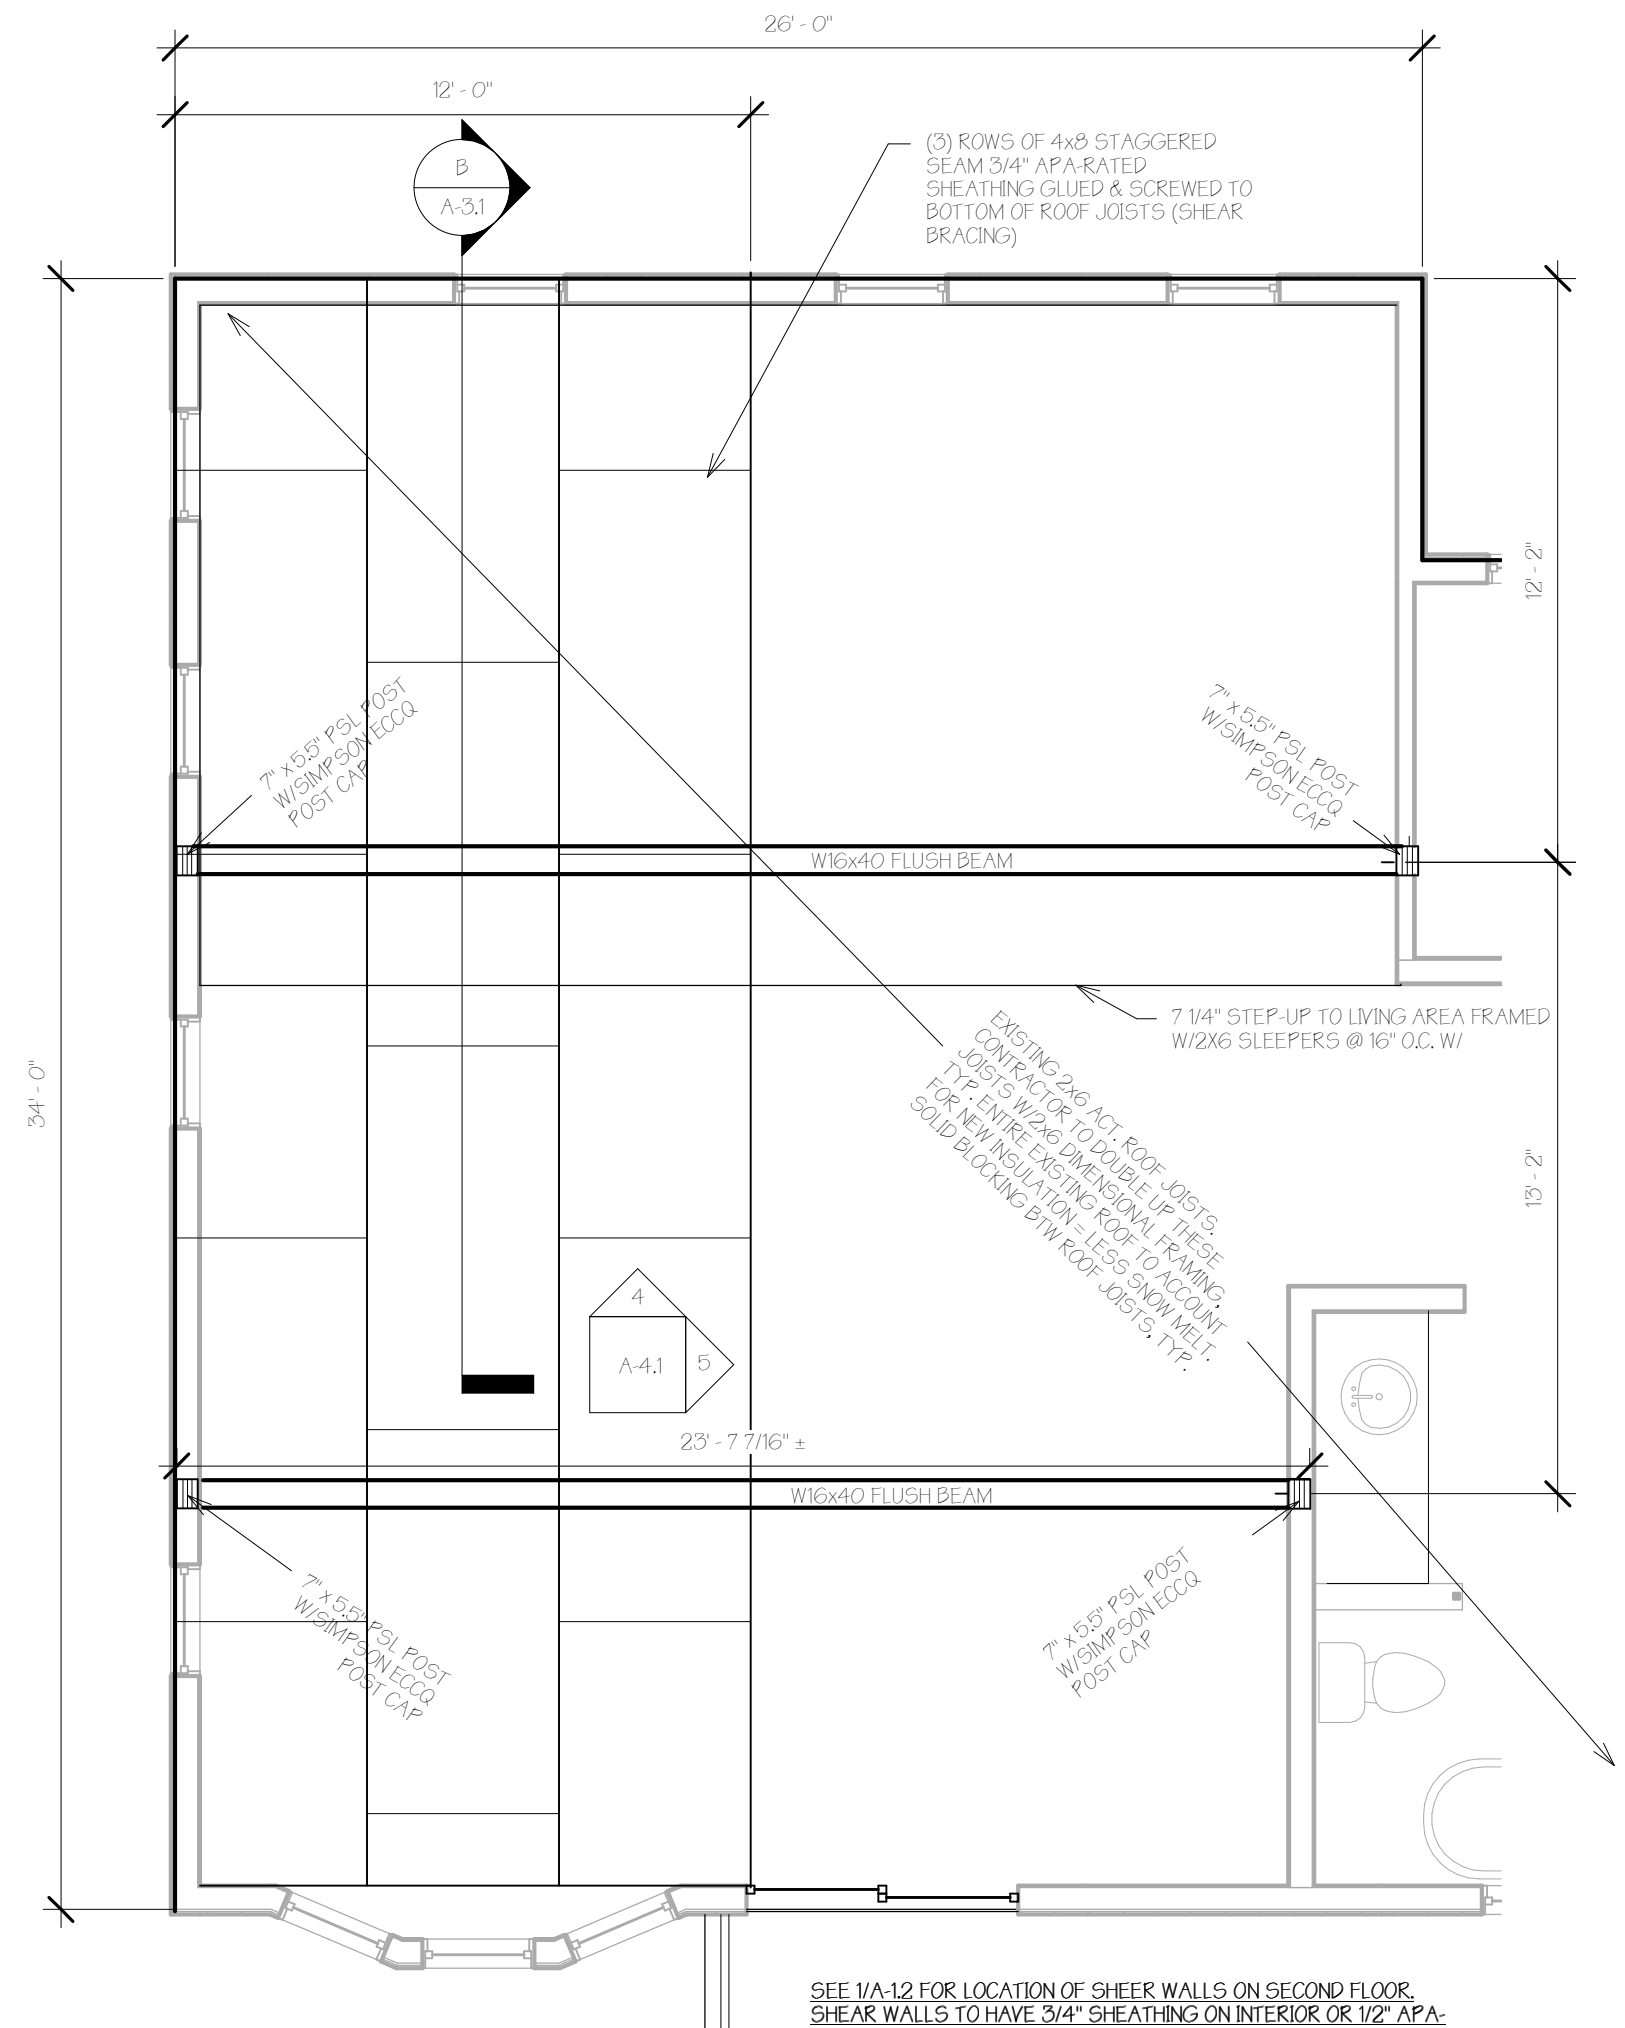 26' - 0"
12' - 0"
B
A-3.1
(3) ROWS OF 4x8 STAGGERED
SEAM 3/4" APA-RATED
SHEATHING GLUED & SCREWED TO
BOTTOM OF ROOF JOISTS (SHEAR
BRACING)
12' - 2"
7" x 5.5" PSL POST
W/SIMPSON ECCQ
POST CAP
7" x 5.5" PSL POST
W/SIMPSON ECCQ
POST CAP
W16x40 FLUSH BEAM
7 1/4" STEP-UP TO LIVING AREA FRAMED
W/2X6 SLEEPERS @ 16" O.C. W/
34' - 0"
EXISTING 2x6 ACT. ROOF JOISTS.
CONTRACTOR TO DOUBLE UP THESE
JOISTS W/2x6 DIMENSIONAL FRAMING,
TYP. ENTIRE EXISTING ROOF TO ACCOUNT
FOR NEW INSULATION = LESS SNOW MELT.
SOLID BLOCKING BTW ROOF JOISTS, TYP.
13' - 2"
4
A-4.1
5
23' - 7 7/16" ±
W16x40 FLUSH BEAM
7" x 5.5" PSL POST
W/SIMPSON ECCQ
POST CAP
7" x 5.5" PSL POST
W/SIMPSON ECCQ
POST CAP
SEE 1/A-1.2 FOR LOCATION OF SHEER WALLS ON SECOND FLOOR.
SHEAR WALLS TO HAVE 3/4" SHEATHING ON INTERIOR OR 1/2" APA-